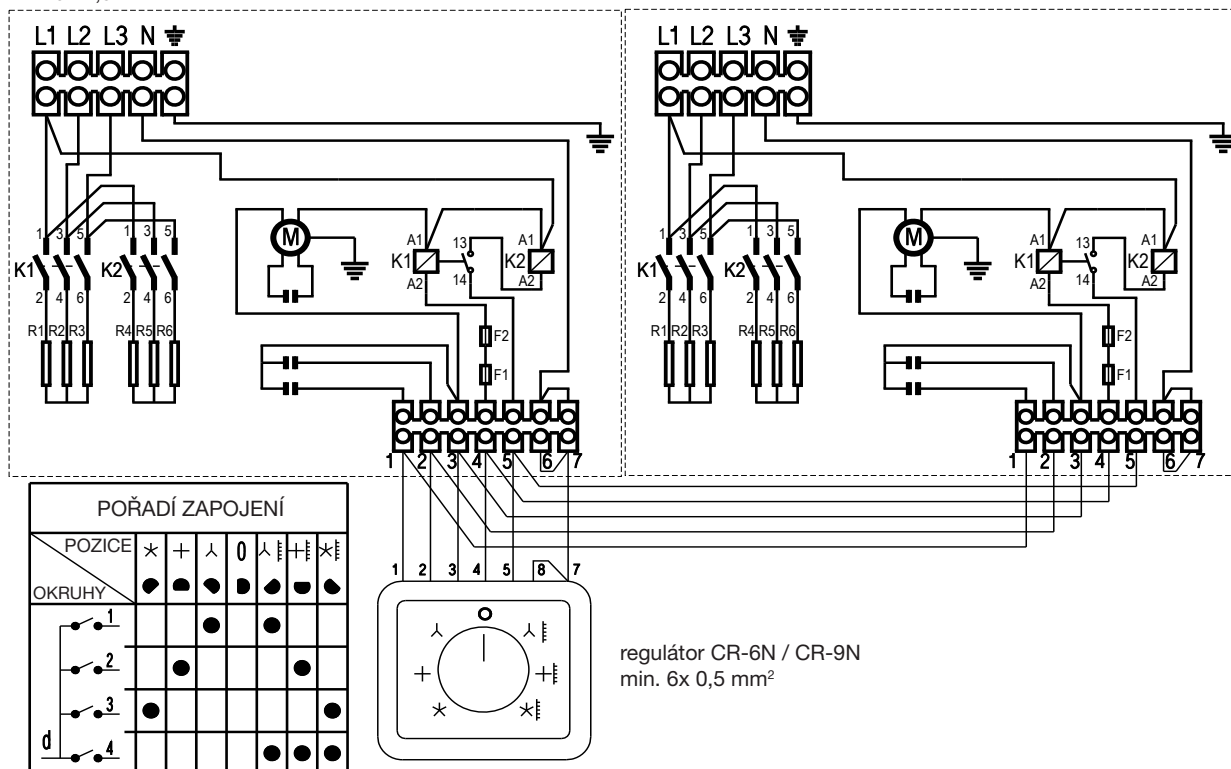 L1 L2 L3 N
L1 L2 L3 N
1 3 5 1 3 5
K1 K2
2 4 6 2 4 6
R1 R2 R3 R4 R5 R6
M
A1 13 A1
K1 K2
A2 14 A2
F2
F1
1 2 3 4 5 6 7
1 3 5 1 3 5
K1 K2
2 4 6 2 4 6
R1 R2 R3 R4 R5 R6
M
A1 13 A1
K1 K2
A2 14 A2
F2
F1
1 2 3 4 5 6 7
POŘADÍ ZAPOJENÍ
POZICE
0
OKRUHY
1
2
3
d 4
1 2 3 4 5 8 7
O
regulátor CR-6N / CR-9N
min. 6x 0,5 mm²